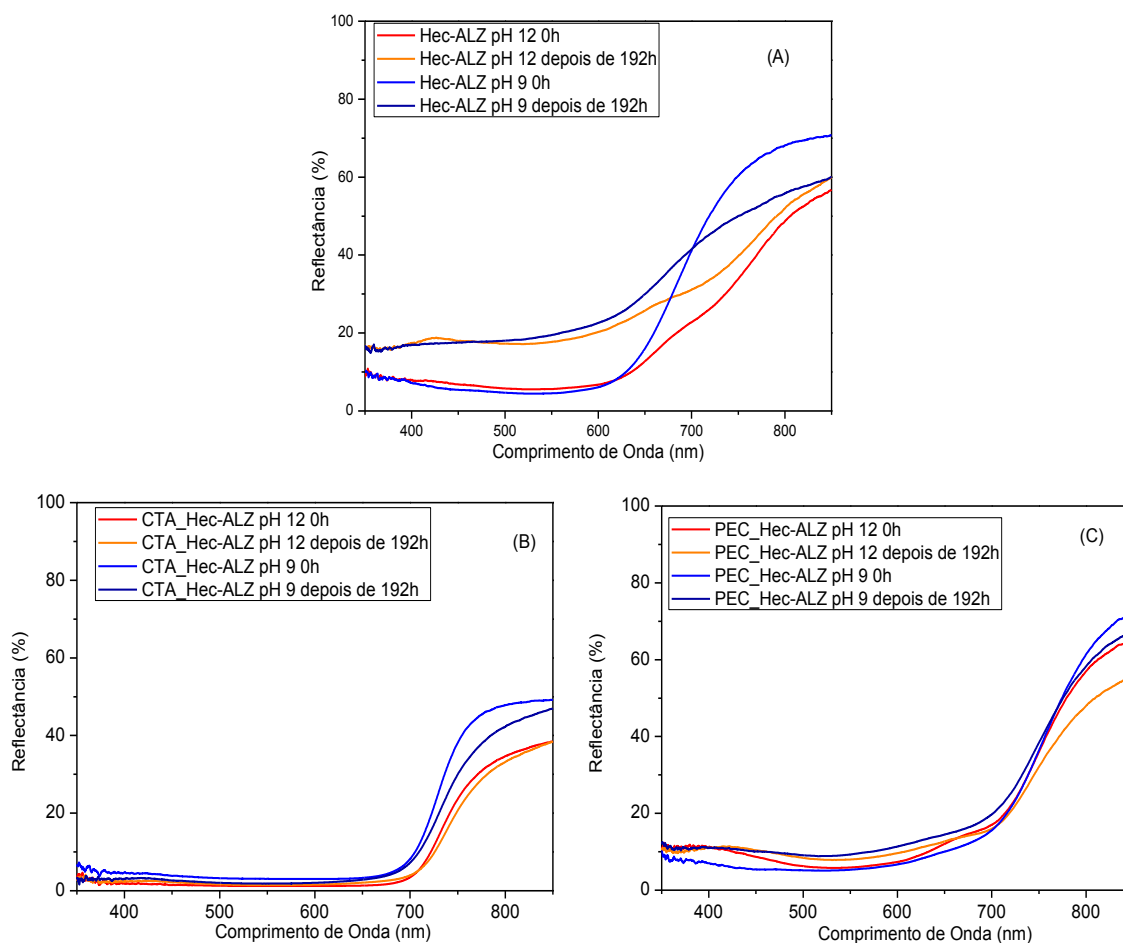 100
80
60
40
20
0
Reflectância (%)
Hec-ALZ pH 12 0h
Hec-ALZ pH 12 depois de 192h
Hec-ALZ pH 9 0h
Hec-ALZ pH 9 depois de 192h
(A)
400 500 600 700 800
Comprimento de Onda (nm)
100
80
60
40
20
0
Reflectância (%)
CTA_Hec-ALZ pH 12 0h
CTA_Hec-ALZ pH 12 depois de 192h
CTA_Hec-ALZ pH 9 0h
CTA_Hec-ALZ pH 9 depois de 192h
(B)
400 500 600 700 800
Comprimento de Onda (nm)
100
80
60
40
20
0
Reflectância (%)
PEC_Hec-ALZ pH 12 0h
PEC_Hec-ALZ pH 12 depois de 192h
PEC_Hec-ALZ pH 9 0h
PEC_Hec-ALZ pH 9 depois de 192h
(C)
400 500 600 700 800
Comprimento de Onda (nm)